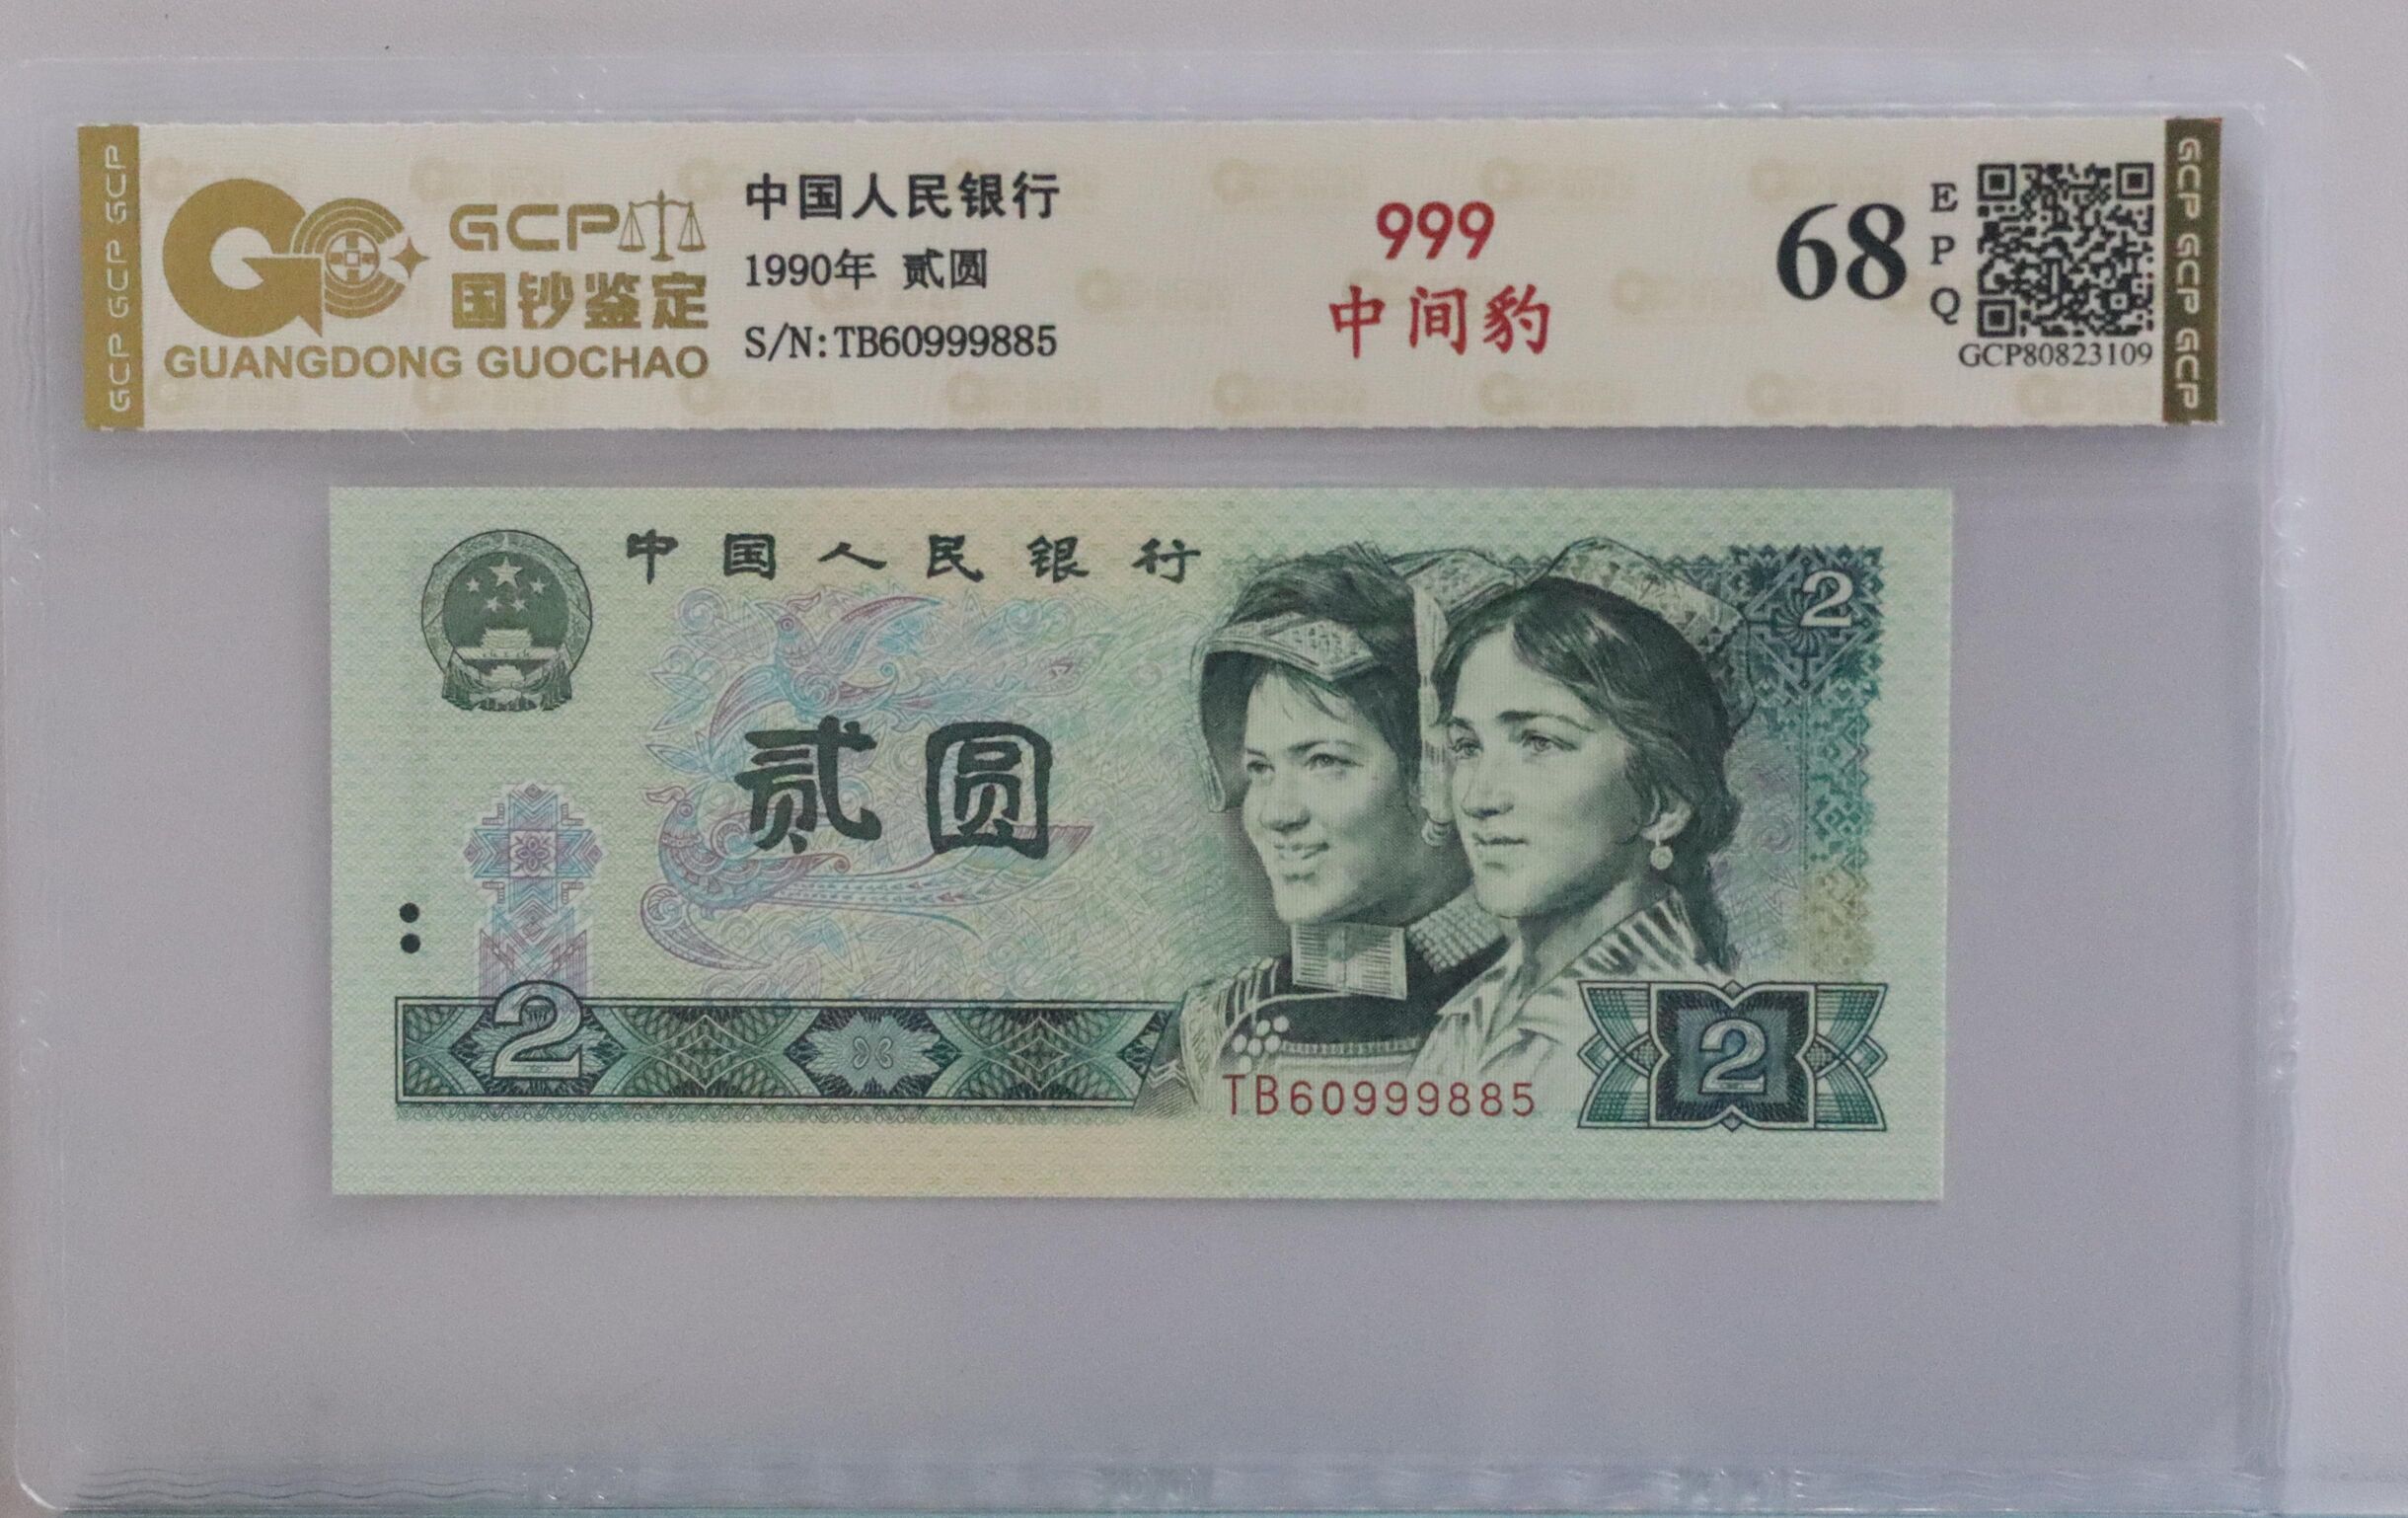 GCP GCP GCP
GCP
国钞鉴定
GUANGDONG GUOCHAO
中国人民银行
1990年 贰圆
S/N:TB60999885
999
中间豹
68
EPQ
GCP80823109
GCP GCP GCP
中国人民银行
2
贰圆
2
TB60999885
2